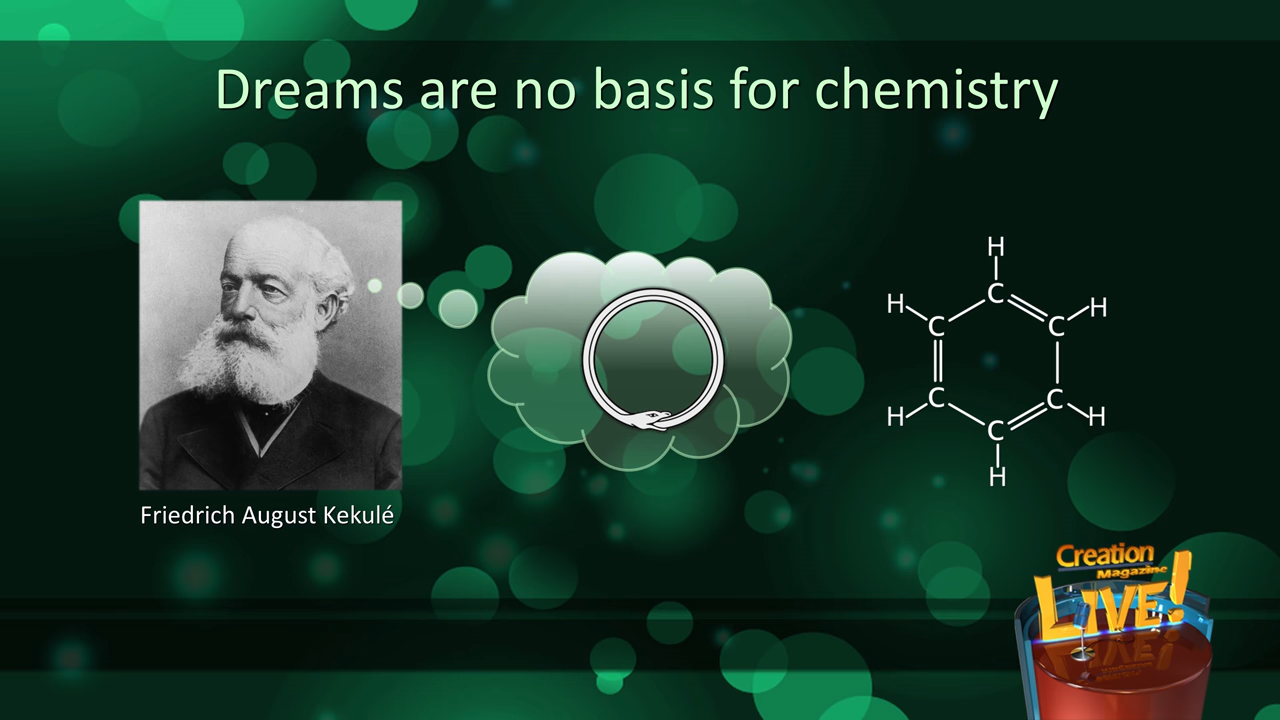 Dreams are no basis for chemistry
H
C
H
H
C
C
C
C
H
H
C
H
Friedrich August Kekulé
Creation
Magazine
LIVE!